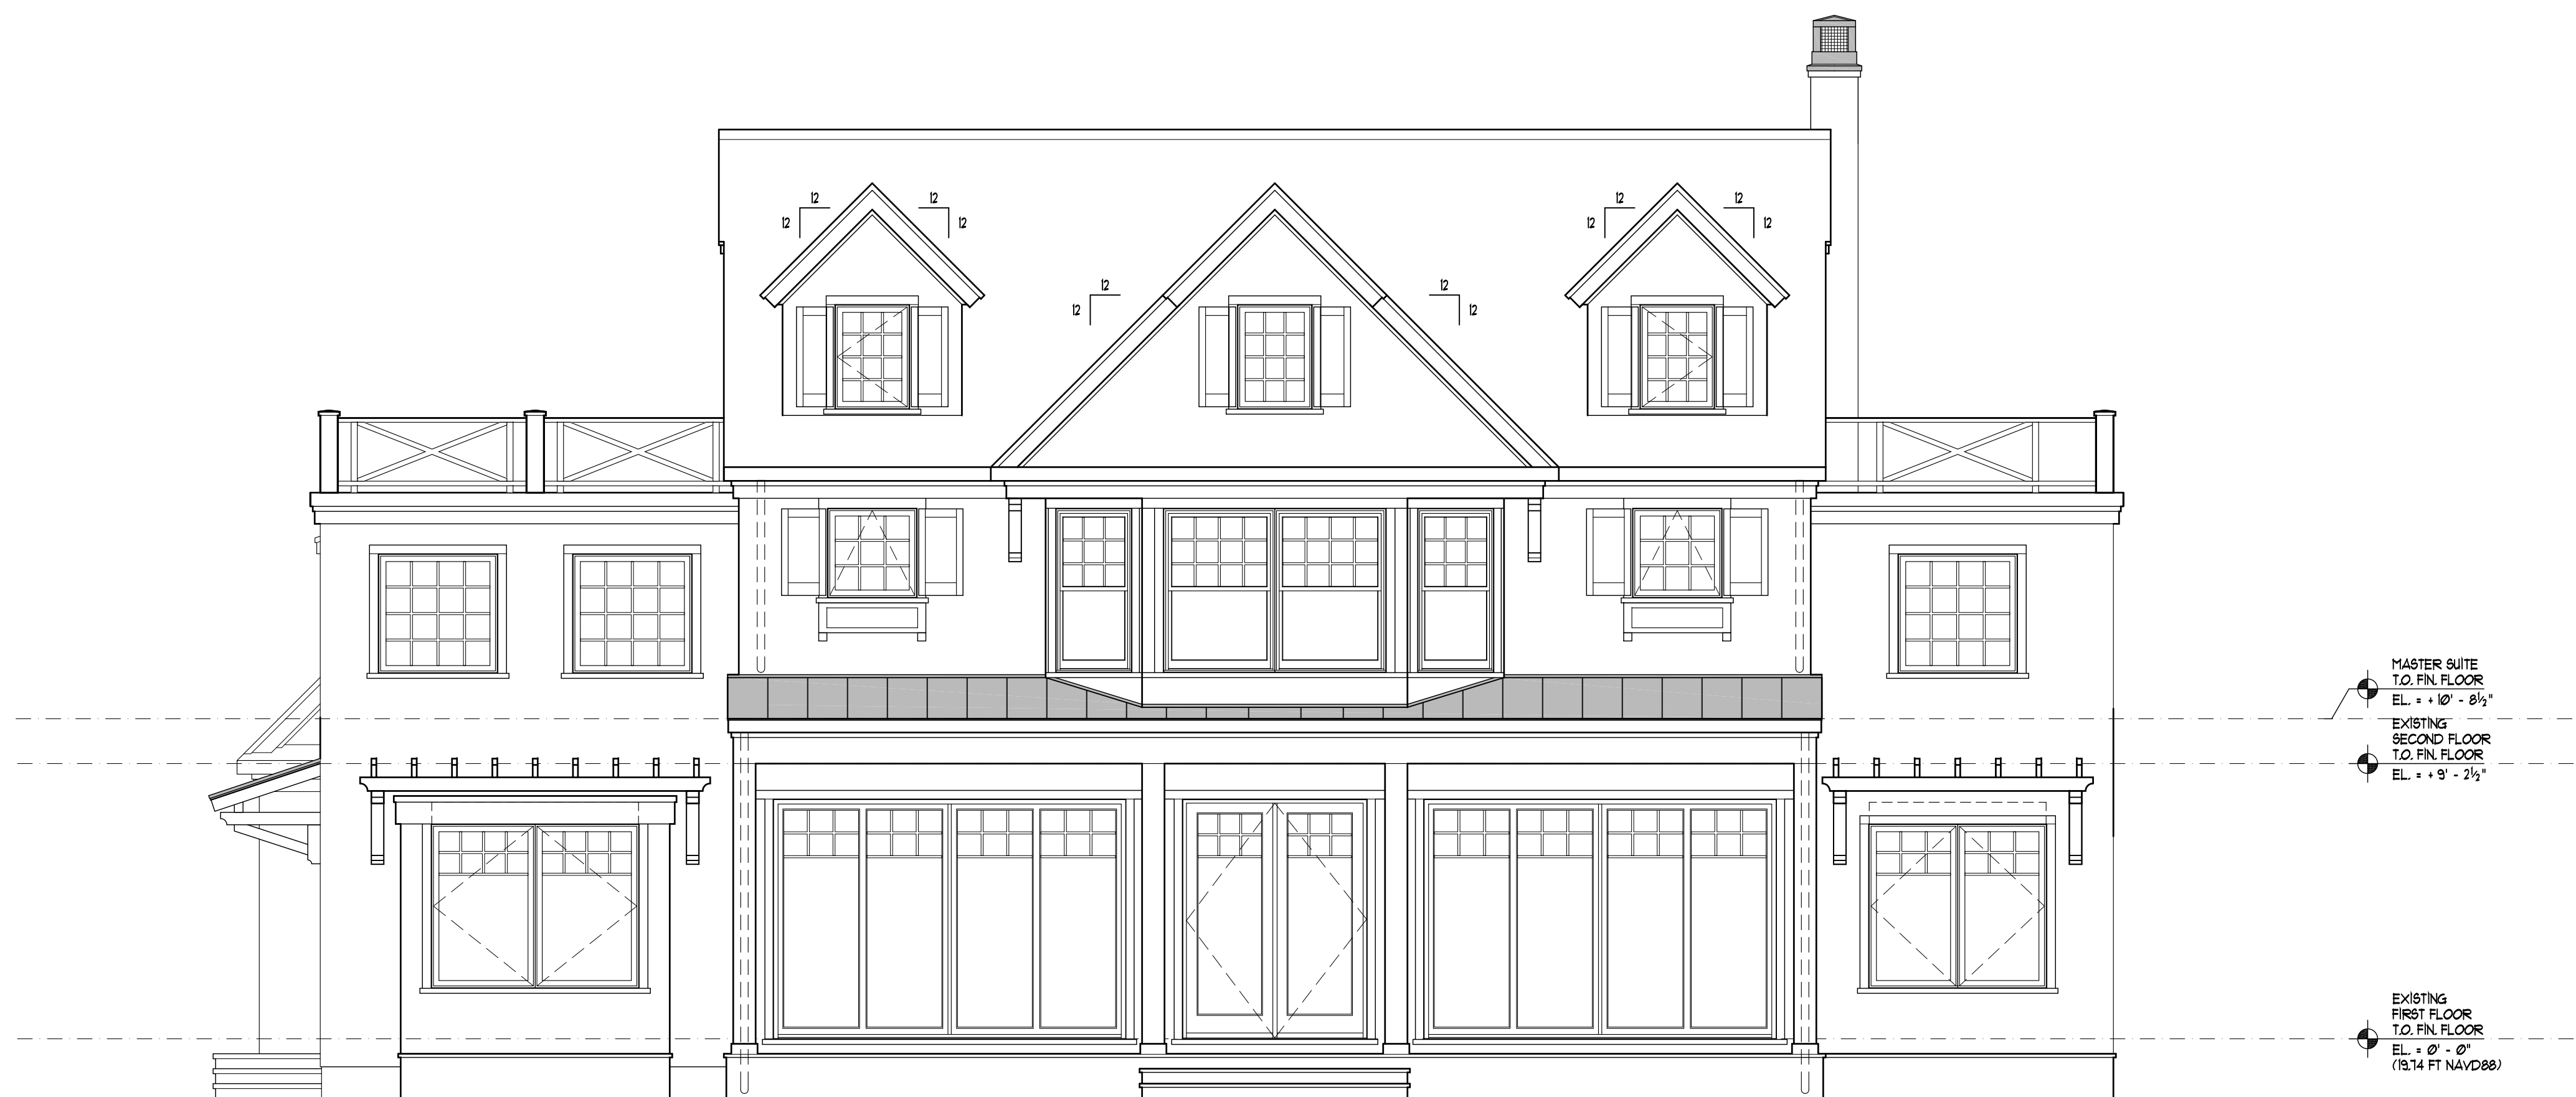 12 12 12 12
12 12 12 12
12 12
12 12
MASTER SUITE
T.O. FIN. FLOOR
EL. = + 10' - 8½"
EXISTING
SECOND FLOOR
T.O. FIN. FLOOR
EL. = + 9' - 2½"
EXISTING
FIRST FLOOR
T.O. FIN. FLOOR
EL. = 0' - 0"
(19.74 FT NAVD88)